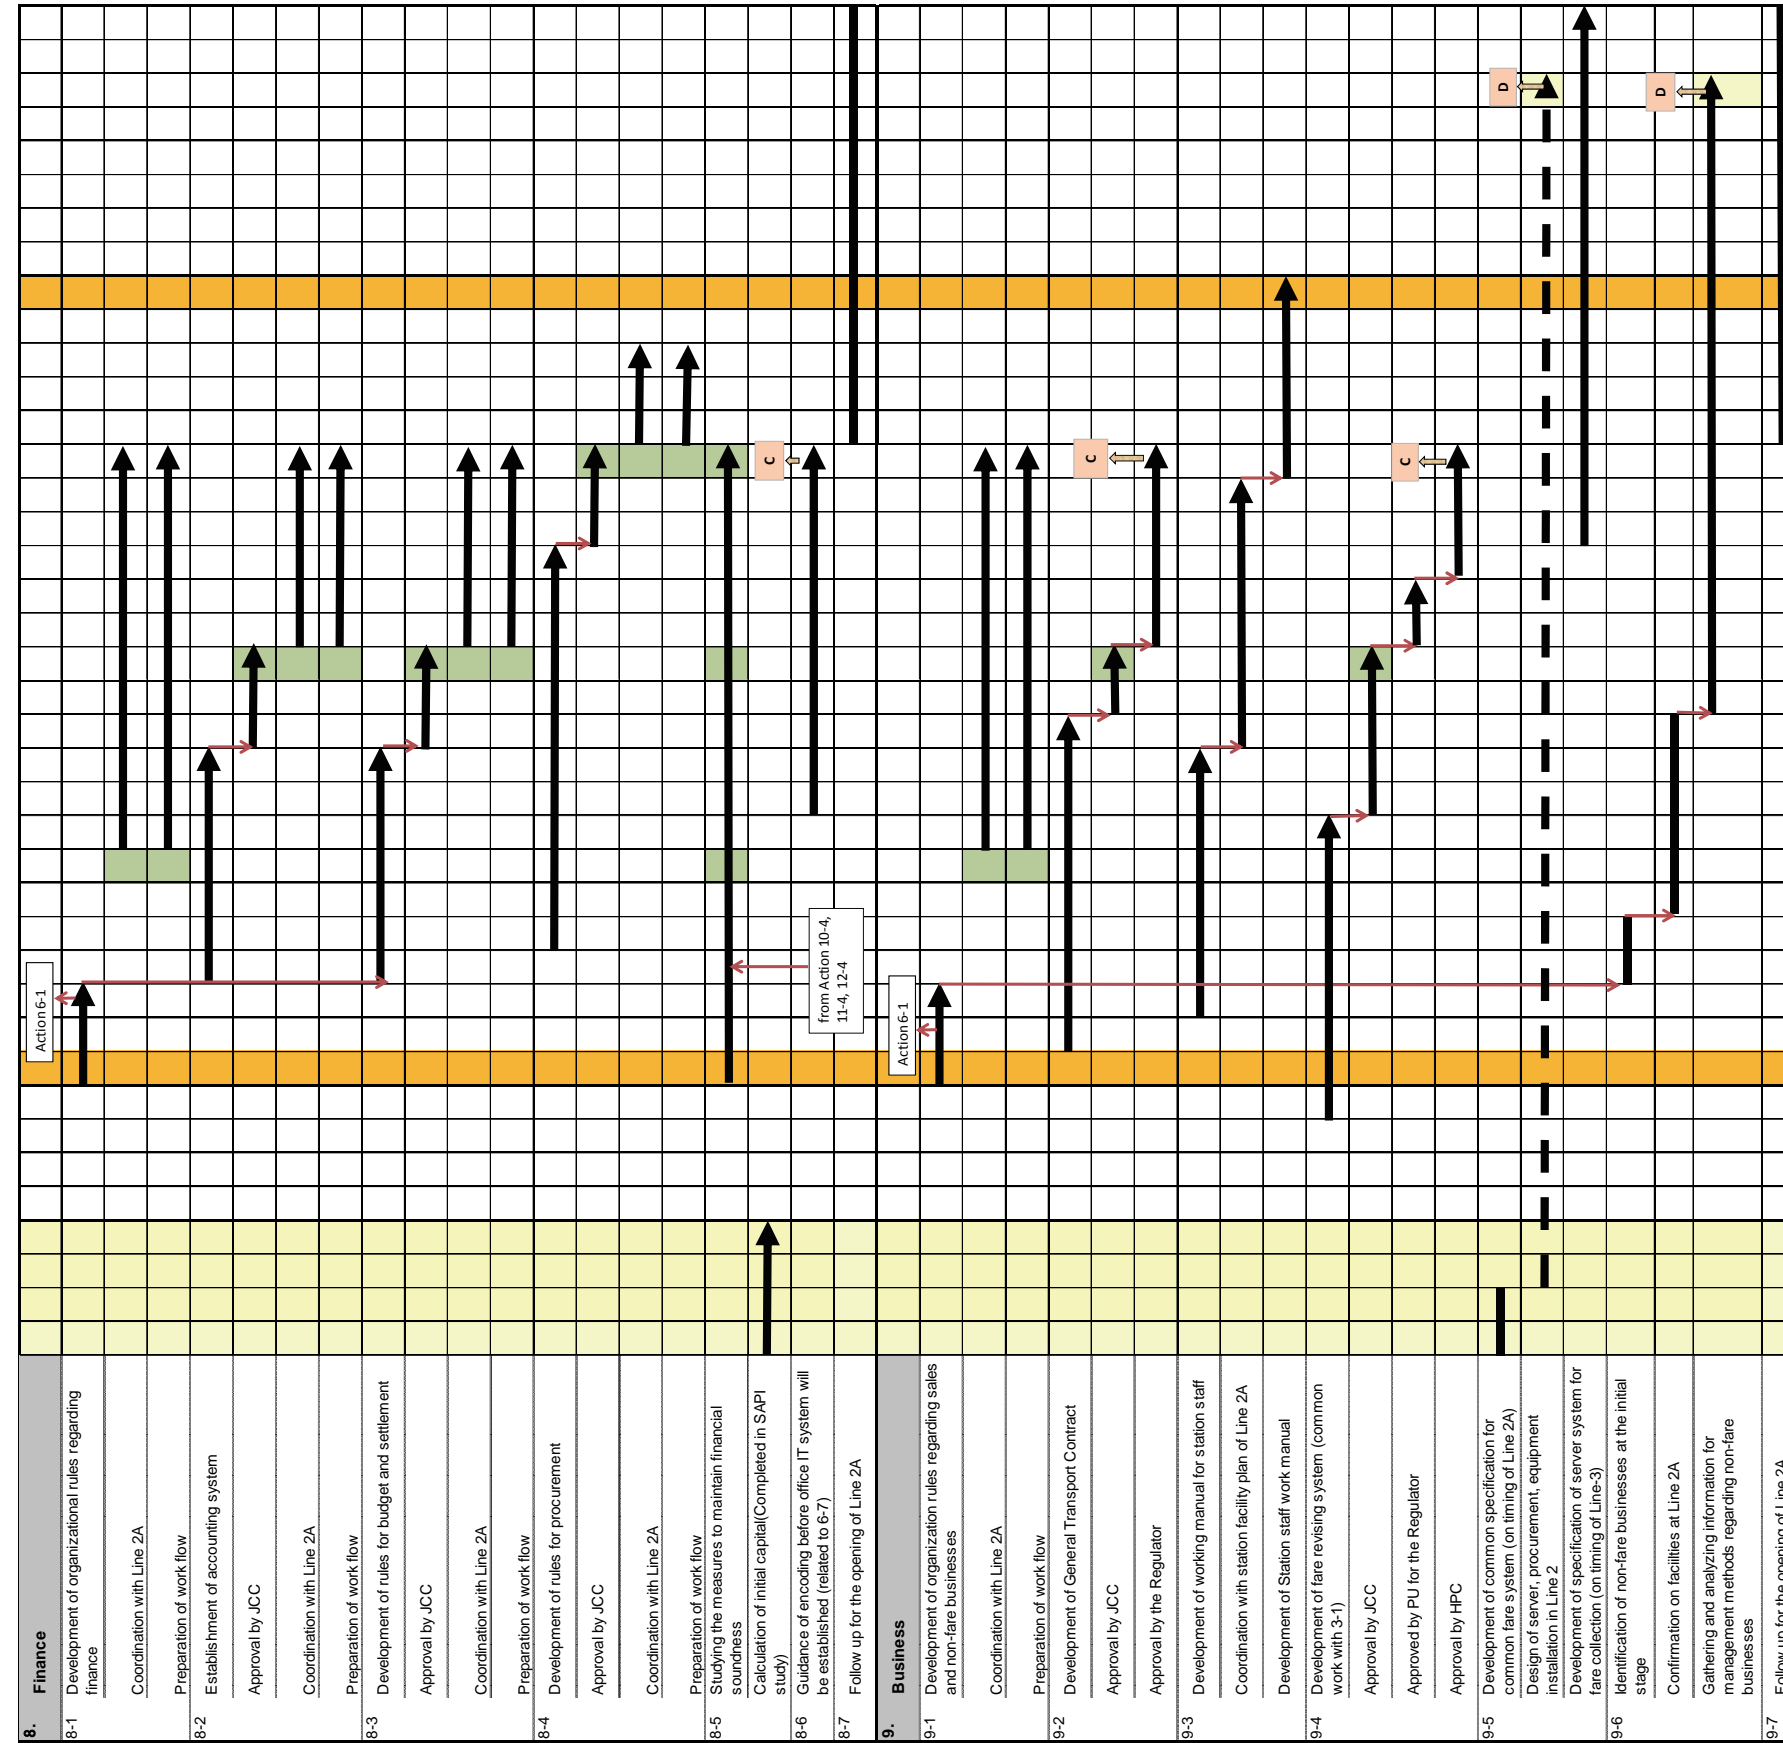 8.
Finance
8-1
Development of organizational rules regarding
finance
Coordination with Line 2A
Preparation of work flow
8-2
Establishment of accounting system
Approval by JCC
Coordination with Line 2A
Preparation of work flow
8-3
Development of rules for budget and settlement
Approval by JCC
Coordination with Line 2A
Preparation of work flow
8-4
Development of rules for procurement
Approval by JCC
Coordination with Line 2A
Preparation of work flow
8-5
Studying the measures to maintain financial
soundness
Calculation of initial capital(Completed in SAPI
study)
8-6
Guidance of encoding before office IT system will
be established (related to 6-7)
8-7
Follow up for the opening of Line 2A
Action 6-1
from Action 10-4,
11-4, 12-4
C
9.
Business
9-1
Development of organization rules regarding sales
and non-fare businesses
Coordination with Line 2A
Preparation of work flow
9-2
Development of General Transport Contract
Approval by JCC
Approval by the Regulator
9-3
Development of working manual for station staff
Coordination with station facility plan of Line 2A
Development of Station staff work manual
9-4
Development of fare revising system (common
work with 3-1)
Approval by JCC
Approved by PU for the Regulator
Approval by HPC
9-5
Development of common specification for
common fare system (on timing of Line 2A)
Design of server, procurement, equipment
installation in Line 2
Development of specification of server system for
fare collection (on timing of Line-3)
9-6
Identification of non-fare businesses at the initial
stage
Confirmation on facilities at Line 2A
Gathering and analyzing information for
management methods regarding non-fare
businesses
9-7
Follow up for the opening of Line 2A
Action 6-1
C
C
D
D